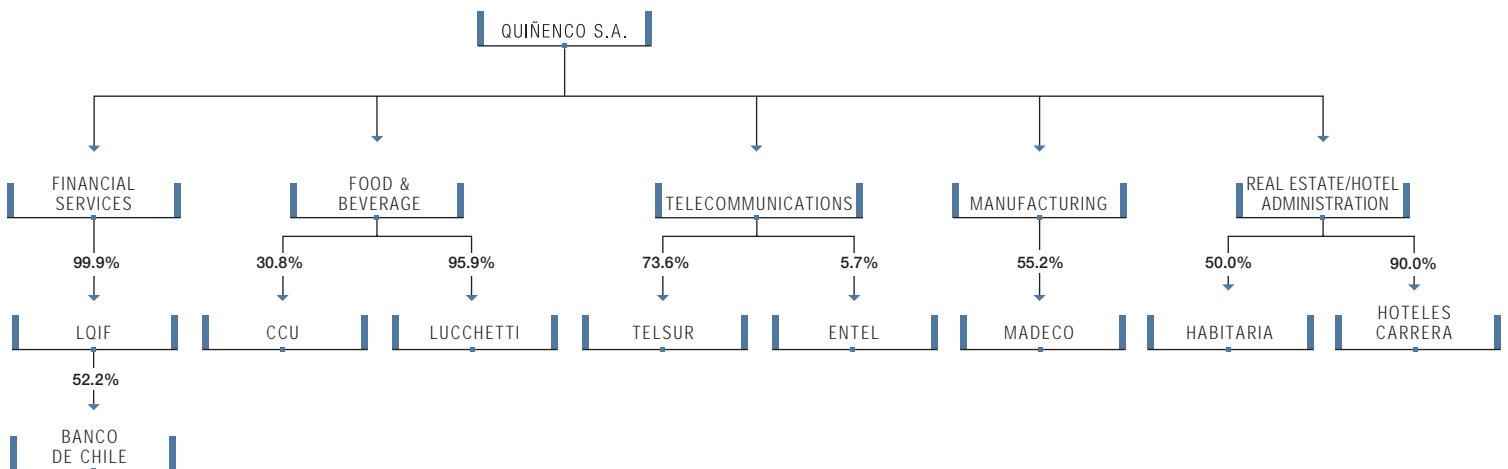 QUIÑENCO S.A.
FINANCIAL
SERVICES
FOOD &
BEVERAGE
TELECOMMUNICATIONS
MANUFACTURING
REAL ESTATE/HOTEL
ADMINISTRATION
99.9%
30.8%
95.9%
73.6%
5.7%
55.2%
50.0%
90.0%
LQIF
CCU
LUCCHETTI
TELSUR
ENTEL
MADECO
HABITARIA
HOTELES
CARRERA
52.2%
BANCO
DE CHILE